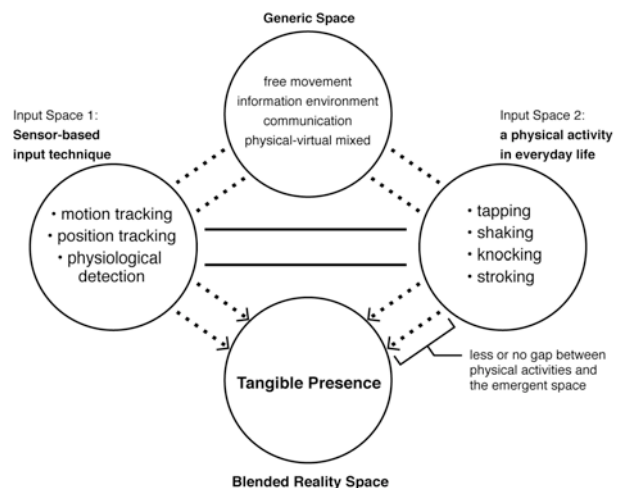 Generic Space
free movement
information environment
communication
physical-virtual mixed
Input Space 1:
Sensor-based
input technique
Input Space 2:
a physical activity
in everyday life
• motion tracking
• position tracking
• physiological
detection
• tapping
• shaking
• knocking
• stroking
Tangible Presence
less or no gap between
physical activities and
the emergent space
Blended Reality Space